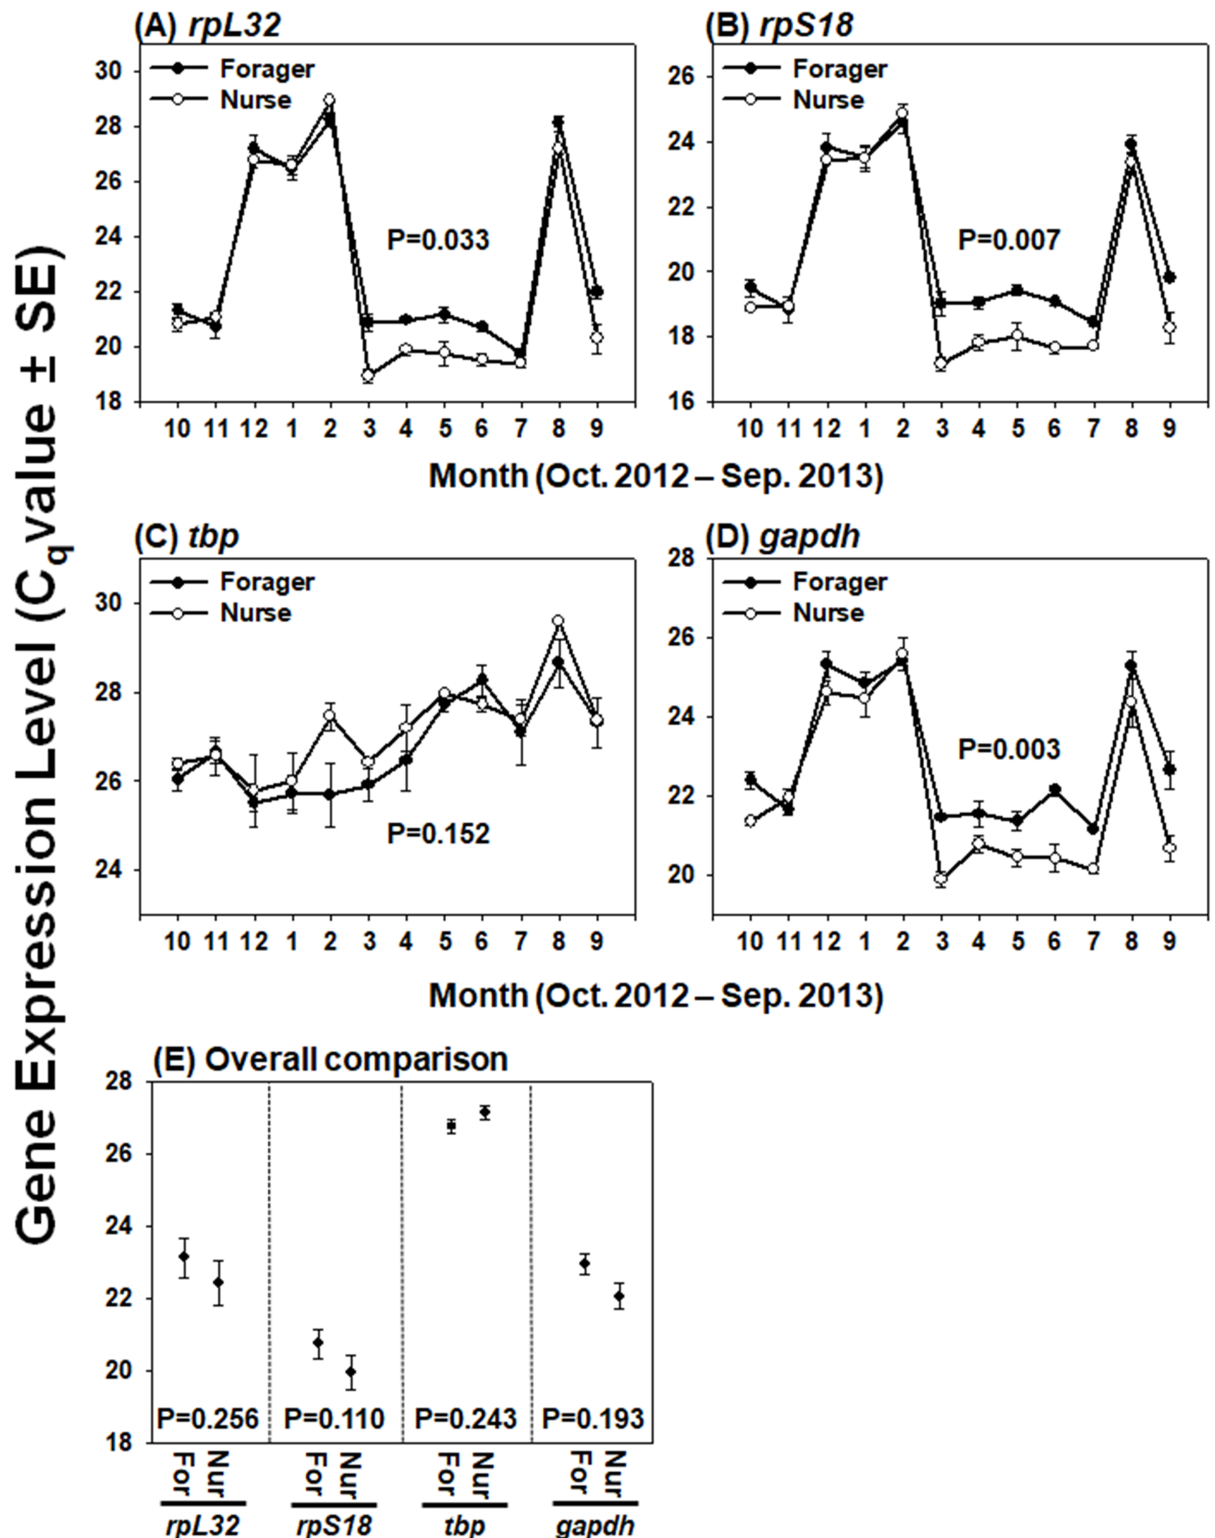 Gene Expression Level (Cq value ± SE)
(A) rpL32
Forager
Nurse
30
28
26
24
22
20
18
P=0.033
10 11 12 1 2 3 4 5 6 7 8 9
(B) rpS18
Forager
Nurse
26
24
22
20
18
16
P=0.007
10 11 12 1 2 3 4 5 6 7 8 9
Month (Oct. 2012 – Sep. 2013)
(C) tbp
Forager
Nurse
30
28
26
24
P=0.152
10 11 12 1 2 3 4 5 6 7 8 9
(D) gapdh
Forager
Nurse
28
26
24
22
20
P=0.003
10 11 12 1 2 3 4 5 6 7 8 9
Month (Oct. 2012 – Sep. 2013)
(E) Overall comparison
28
26
24
22
20
18
P=0.256 P=0.110 P=0.243 P=0.193
For Nur For Nur For Nur For Nur
rpL32 rpS18 tbp gapdh